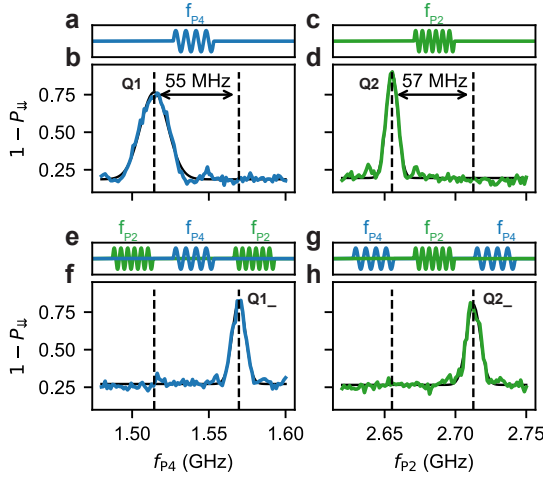 a f_P4 c f_P2
b d
Q1 55 MHz Q2 57 MHz
1 − P_⇊
0.75
0.50
0.25
e f_P2 f_P4 f_P2 g f_P4 f_P2 f_P4
f h
Q1_ Q2_
1 − P_⇊
0.75
0.50
0.25
1.50 1.55 1.60 2.65 2.70 2.75
f_P4 (GHz) f_P2 (GHz)